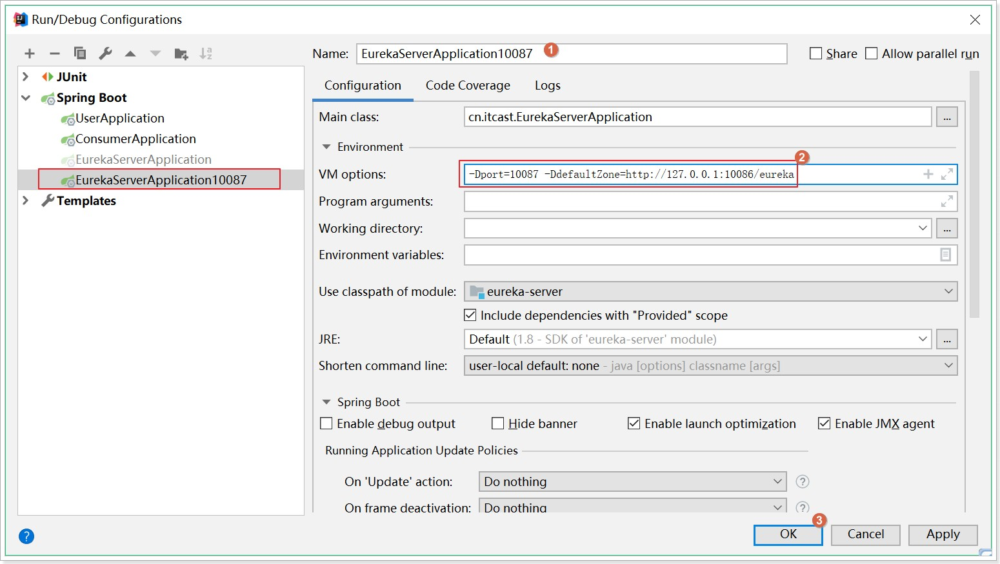 Run/Debug Configurations
Name: EurekaServerApplication10087 1 Share Allow parallel run
JUnit
Spring Boot
UserApplication
ConsumerApplication
EurekaServerApplication
EurekaServerApplication10087
Templates
Configuration Code Coverage Logs
Main class: cn.itcast.EurekaServerApplication ...
Environment
2
VM options: -Dport=10087 -DdefaultZone=http://127.0.0.1:10086/eureka
Program arguments:
Working directory: ...
Environment variables:
Use classpath of module: eureka-server
Include dependencies with "Provided" scope
JRE: Default (1.8 - SDK of 'eureka-server' module) ...
Shorten command line: user-local default: none - java [options] classname [args]
Spring Boot
Enable debug output Hide banner Enable launch optimization Enable JMX agent
Running Application Update Policies
On 'Update' action: Do nothing ?
On frame deactivation: Do nothing ?
3
? OK Cancel Apply